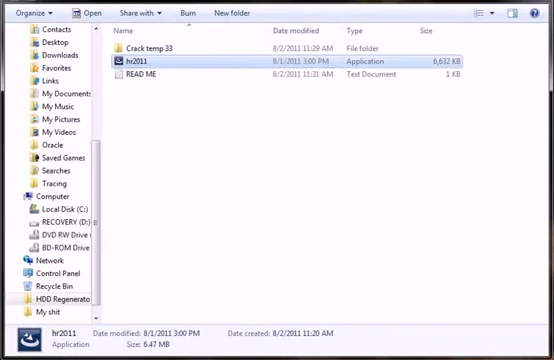 Organize Open Share with Burn New folder
Name Date modified Type Size
Crack temp 33 8/2/2011 11:29 AM File folder
hr2011 8/1/2011 3:00 PM Application 6,632 KB
READ ME 8/2/2011 11:31 AM Text Document 1 KB
Contacts
Desktop
Downloads
Favorites
Links
My Documents
My Music
My Pictures
My Videos
Oracle
Saved Games
Searches
Tracing
Computer
Local Disk (C:)
RECOVERY (D:)
DVD RW Drive (
BD-ROM Drive
Network
Control Panel
Recycle Bin
HDD Regenerato
My shit
hr2011 Date modified: 8/1/2011 3:00 PM Date created: 8/2/2011 11:20 AM
Application Size: 6.47 MB